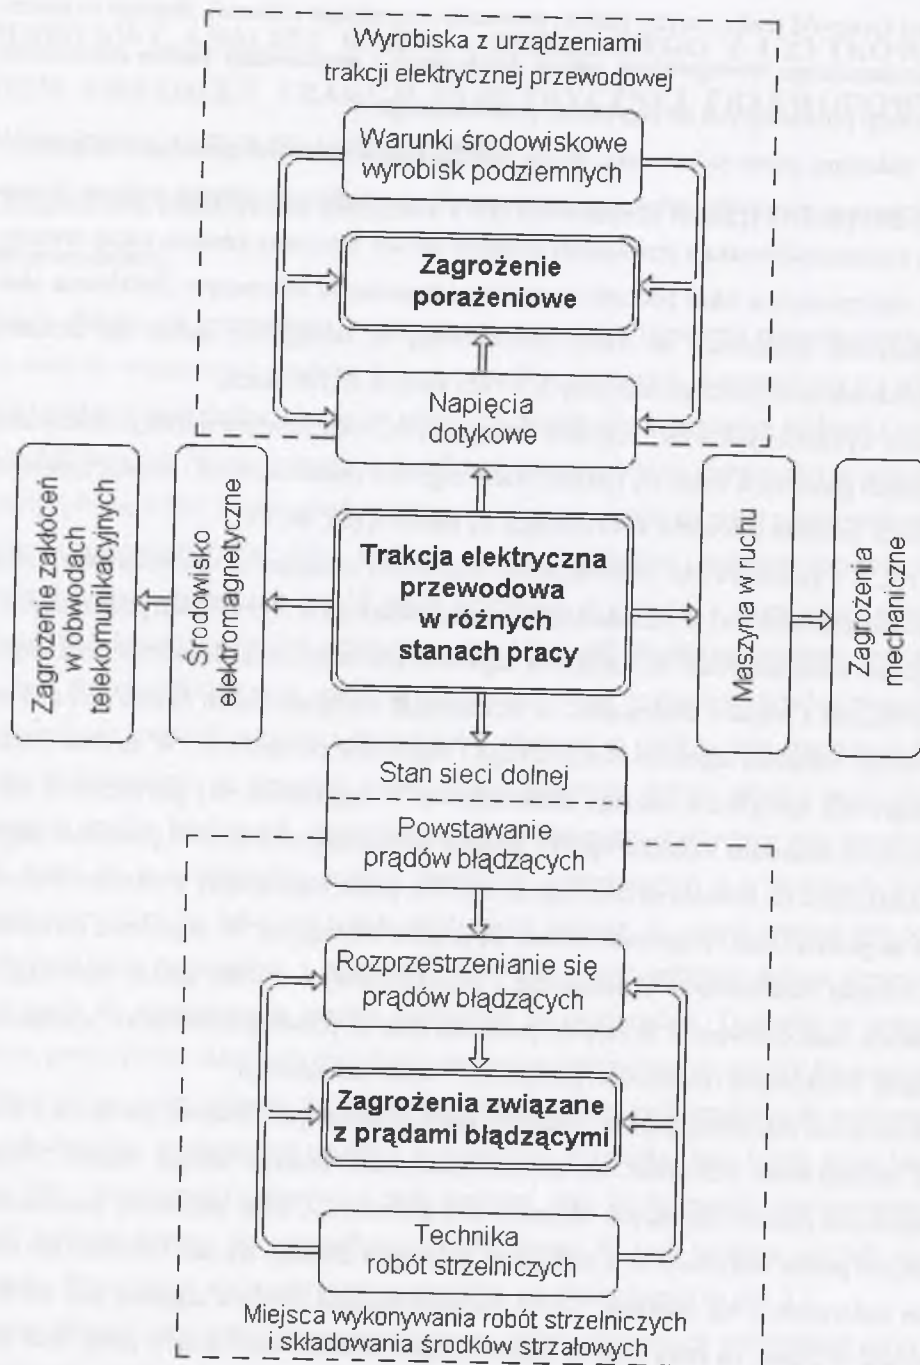 Wyrobiska z urządzeniami
trakcji elektrycznej przewodowej
Warunki środowiskowe
wyrobisk podziemnych
Zagrożenie
porażeniowe
Napięcia
dotykowe
Zagrożenie zakłóceń
w obwodach
telekomunikacyjnych
Środowisko
elektromagnetyczne
Trakcja elektryczna
przewodowa
w różnych
stanach pracy
Maszyna w ruchu
Zagrożenia
mechaniczne
Stan sieci dolnej
Powstawanie
prądów błądzących
Rozprzestrzenianie się
prądów błądzących
Zagrożenia związane
z prądami błądzącymi
Technika
robót strzelniczych
Miejsca wykonywania robót strzelniczych
i składowania środków strzałowych